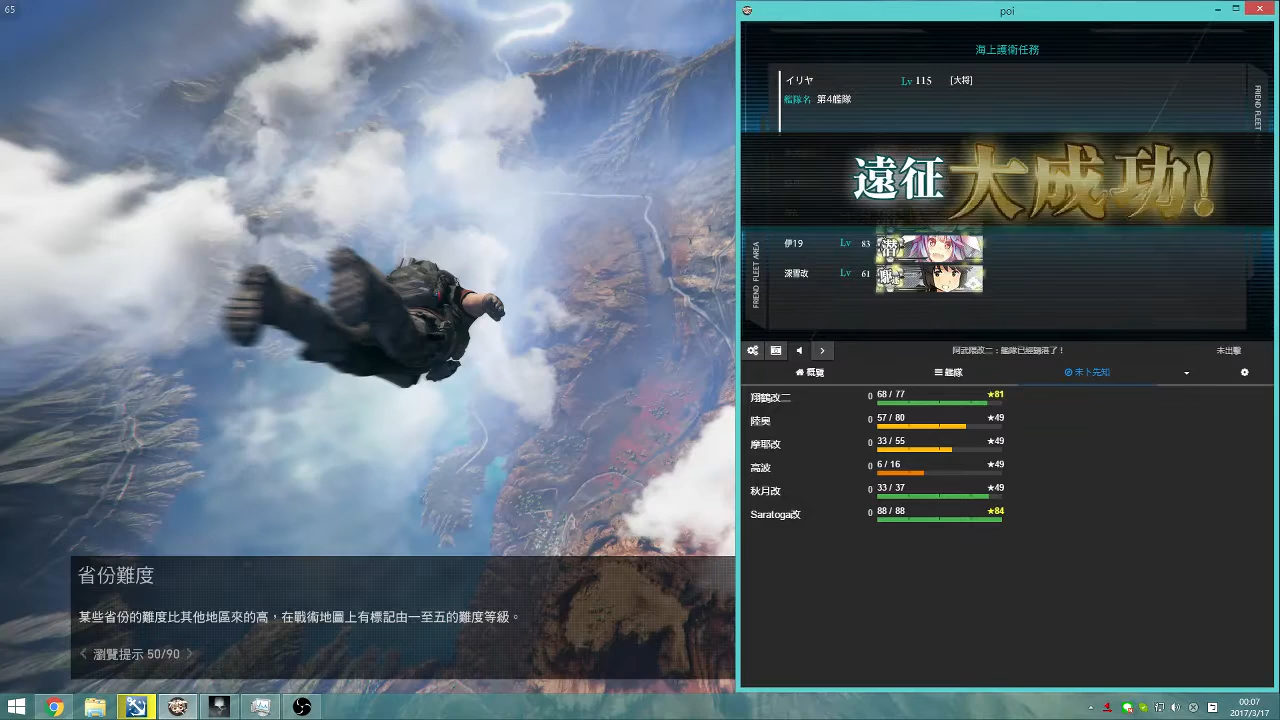 65
省份難度
某些省份的難度比其他地區來的高，在戰術地圖上有標記由一至五的難度等級。
瀏覽提示 50/90
poi
海上護衛任務
イリヤ Lv 115 [大将]
艦隊名 第4艦隊
FRIEND FLEET
遠征大成功!
FRIEND FLEET AREA
伊19 Lv 83 潜
深雪改 Lv 61 駆
阿武隈改二：艦隊已經歸港了！ 未出擊
概覽 艦隊 未卜先知
翔鶴改二 0 68 / 77 ★81
陸奥 0 57 / 80 ★49
摩耶改 0 33 / 55 ★49
高波 0 6 / 16 ★49
秋月改 0 33 / 37 ★49
Saratoga改 0 88 / 88 ★84
00:07
2017/3/17